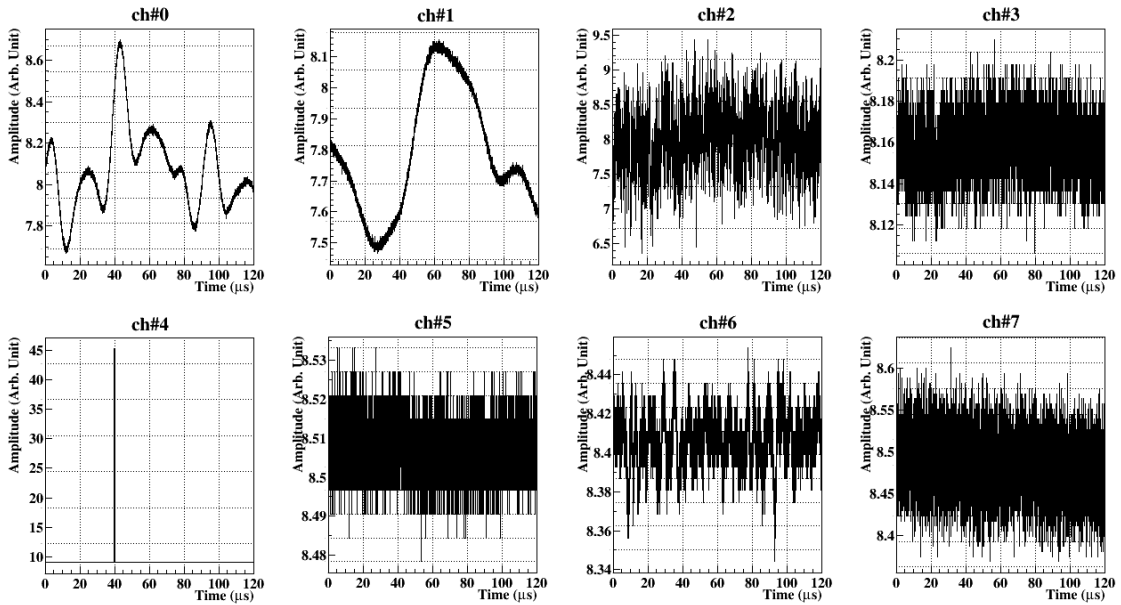 ch#0
Amplitude (Arb. Unit)
8.6
8.4
8.2
8
7.8
0 20 40 60 80 100 120
Time (μs)
ch#1
Amplitude (Arb. Unit)
8.1
8
7.9
7.8
7.7
7.6
7.5
0 20 40 60 80 100 120
Time (μs)
ch#2
Amplitude (Arb. Unit)
9.5
9
8.5
8
7.5
7
6.5
0 20 40 60 80 100 120
Time (μs)
ch#3
Amplitude (Arb. Unit)
8.2
8.18
8.16
8.14
8.12
0 20 40 60 80 100 120
Time (μs)
ch#4
Amplitude (Arb. Unit)
45
40
35
30
25
20
15
10
0 20 40 60 80 100 120
Time (μs)
ch#5
Amplitude (Arb. Unit)
8.53
8.52
8.51
8.5
8.49
8.48
0 20 40 60 80 100 120
Time (μs)
ch#6
Amplitude (Arb. Unit)
8.44
8.42
8.4
8.38
8.36
8.34
0 20 40 60 80 100 120
Time (μs)
ch#7
Amplitude (Arb. Unit)
8.6
8.55
8.5
8.45
8.4
0 20 40 60 80 100 120
Time (μs)